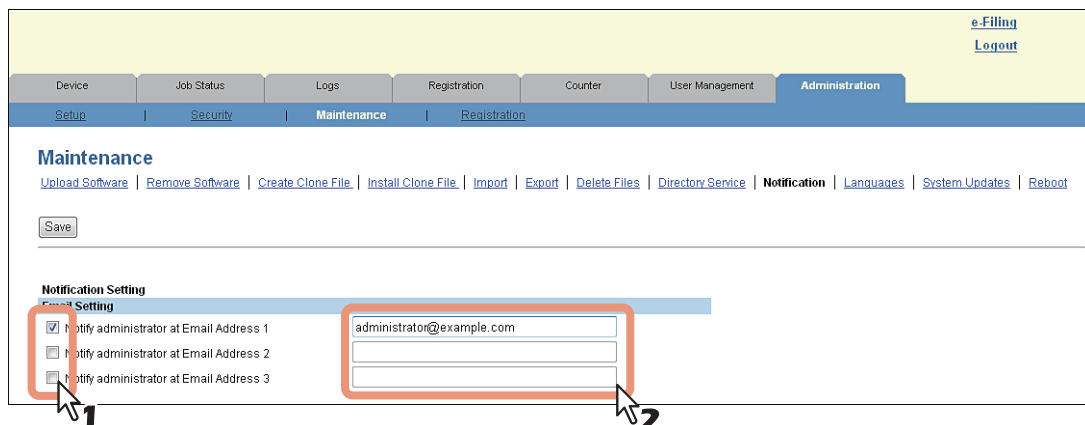 e-Filing
Logout
Device Job Status Logs Registration Counter User Management Administration
Setup | Security | Maintenance | Registration
Maintenance
Upload Software | Remove Software | Create Clone File | Install Clone File | Import | Export | Delete Files | Directory Service | Notification | Languages | System Updates | Reboot
Save
Notification Setting
Email Setting
Notify administrator at Email Address 1 administrator@example.com
Notify administrator at Email Address 2
Notify administrator at Email Address 3
1 2